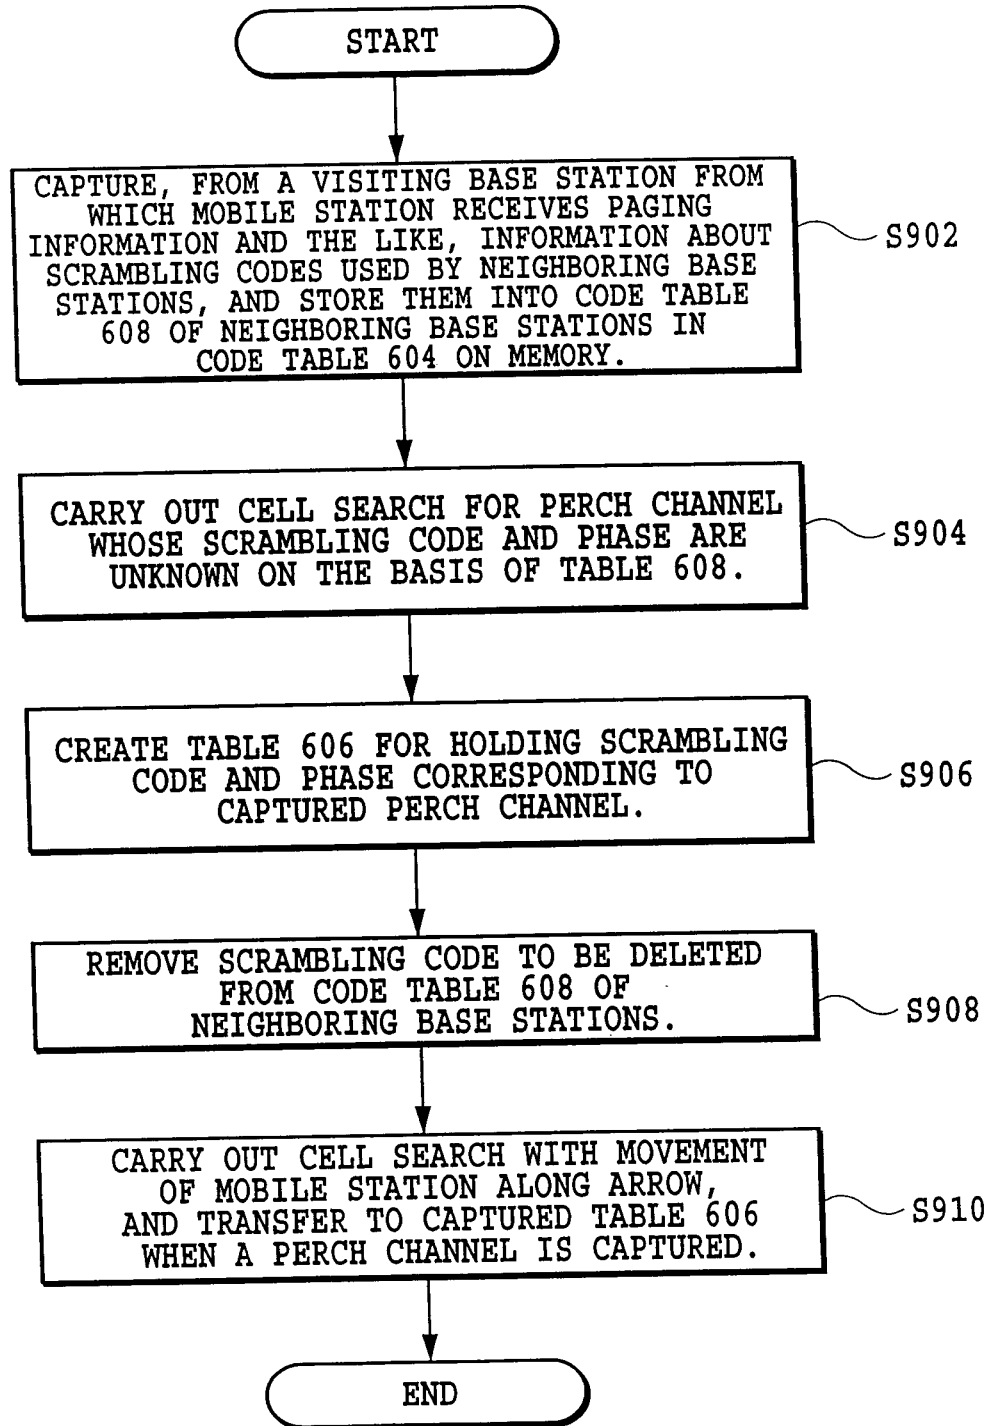 START
CAPTURE, FROM A VISITING BASE STATION FROM
WHICH MOBILE STATION RECEIVES PAGING
INFORMATION AND THE LIKE, INFORMATION ABOUT
SCRAMBLING CODES USED BY NEIGHBORING BASE
STATIONS, AND STORE THEM INTO CODE TABLE
608 OF NEIGHBORING BASE STATIONS IN
CODE TABLE 604 ON MEMORY.
S902
CARRY OUT CELL SEARCH FOR PERCH CHANNEL
WHOSE SCRAMBLING CODE AND PHASE ARE
UNKNOWN ON THE BASIS OF TABLE 608.
S904
CREATE TABLE 606 FOR HOLDING SCRAMBLING
CODE AND PHASE CORRESPONDING TO
CAPTURED PERCH CHANNEL.
S906
REMOVE SCRAMBLING CODE TO BE DELETED
FROM CODE TABLE 608 OF
NEIGHBORING BASE STATIONS.
S908
CARRY OUT CELL SEARCH WITH MOVEMENT
OF MOBILE STATION ALONG ARROW,
AND TRANSFER TO CAPTURED TABLE 606
WHEN A PERCH CHANNEL IS CAPTURED.
S910
END